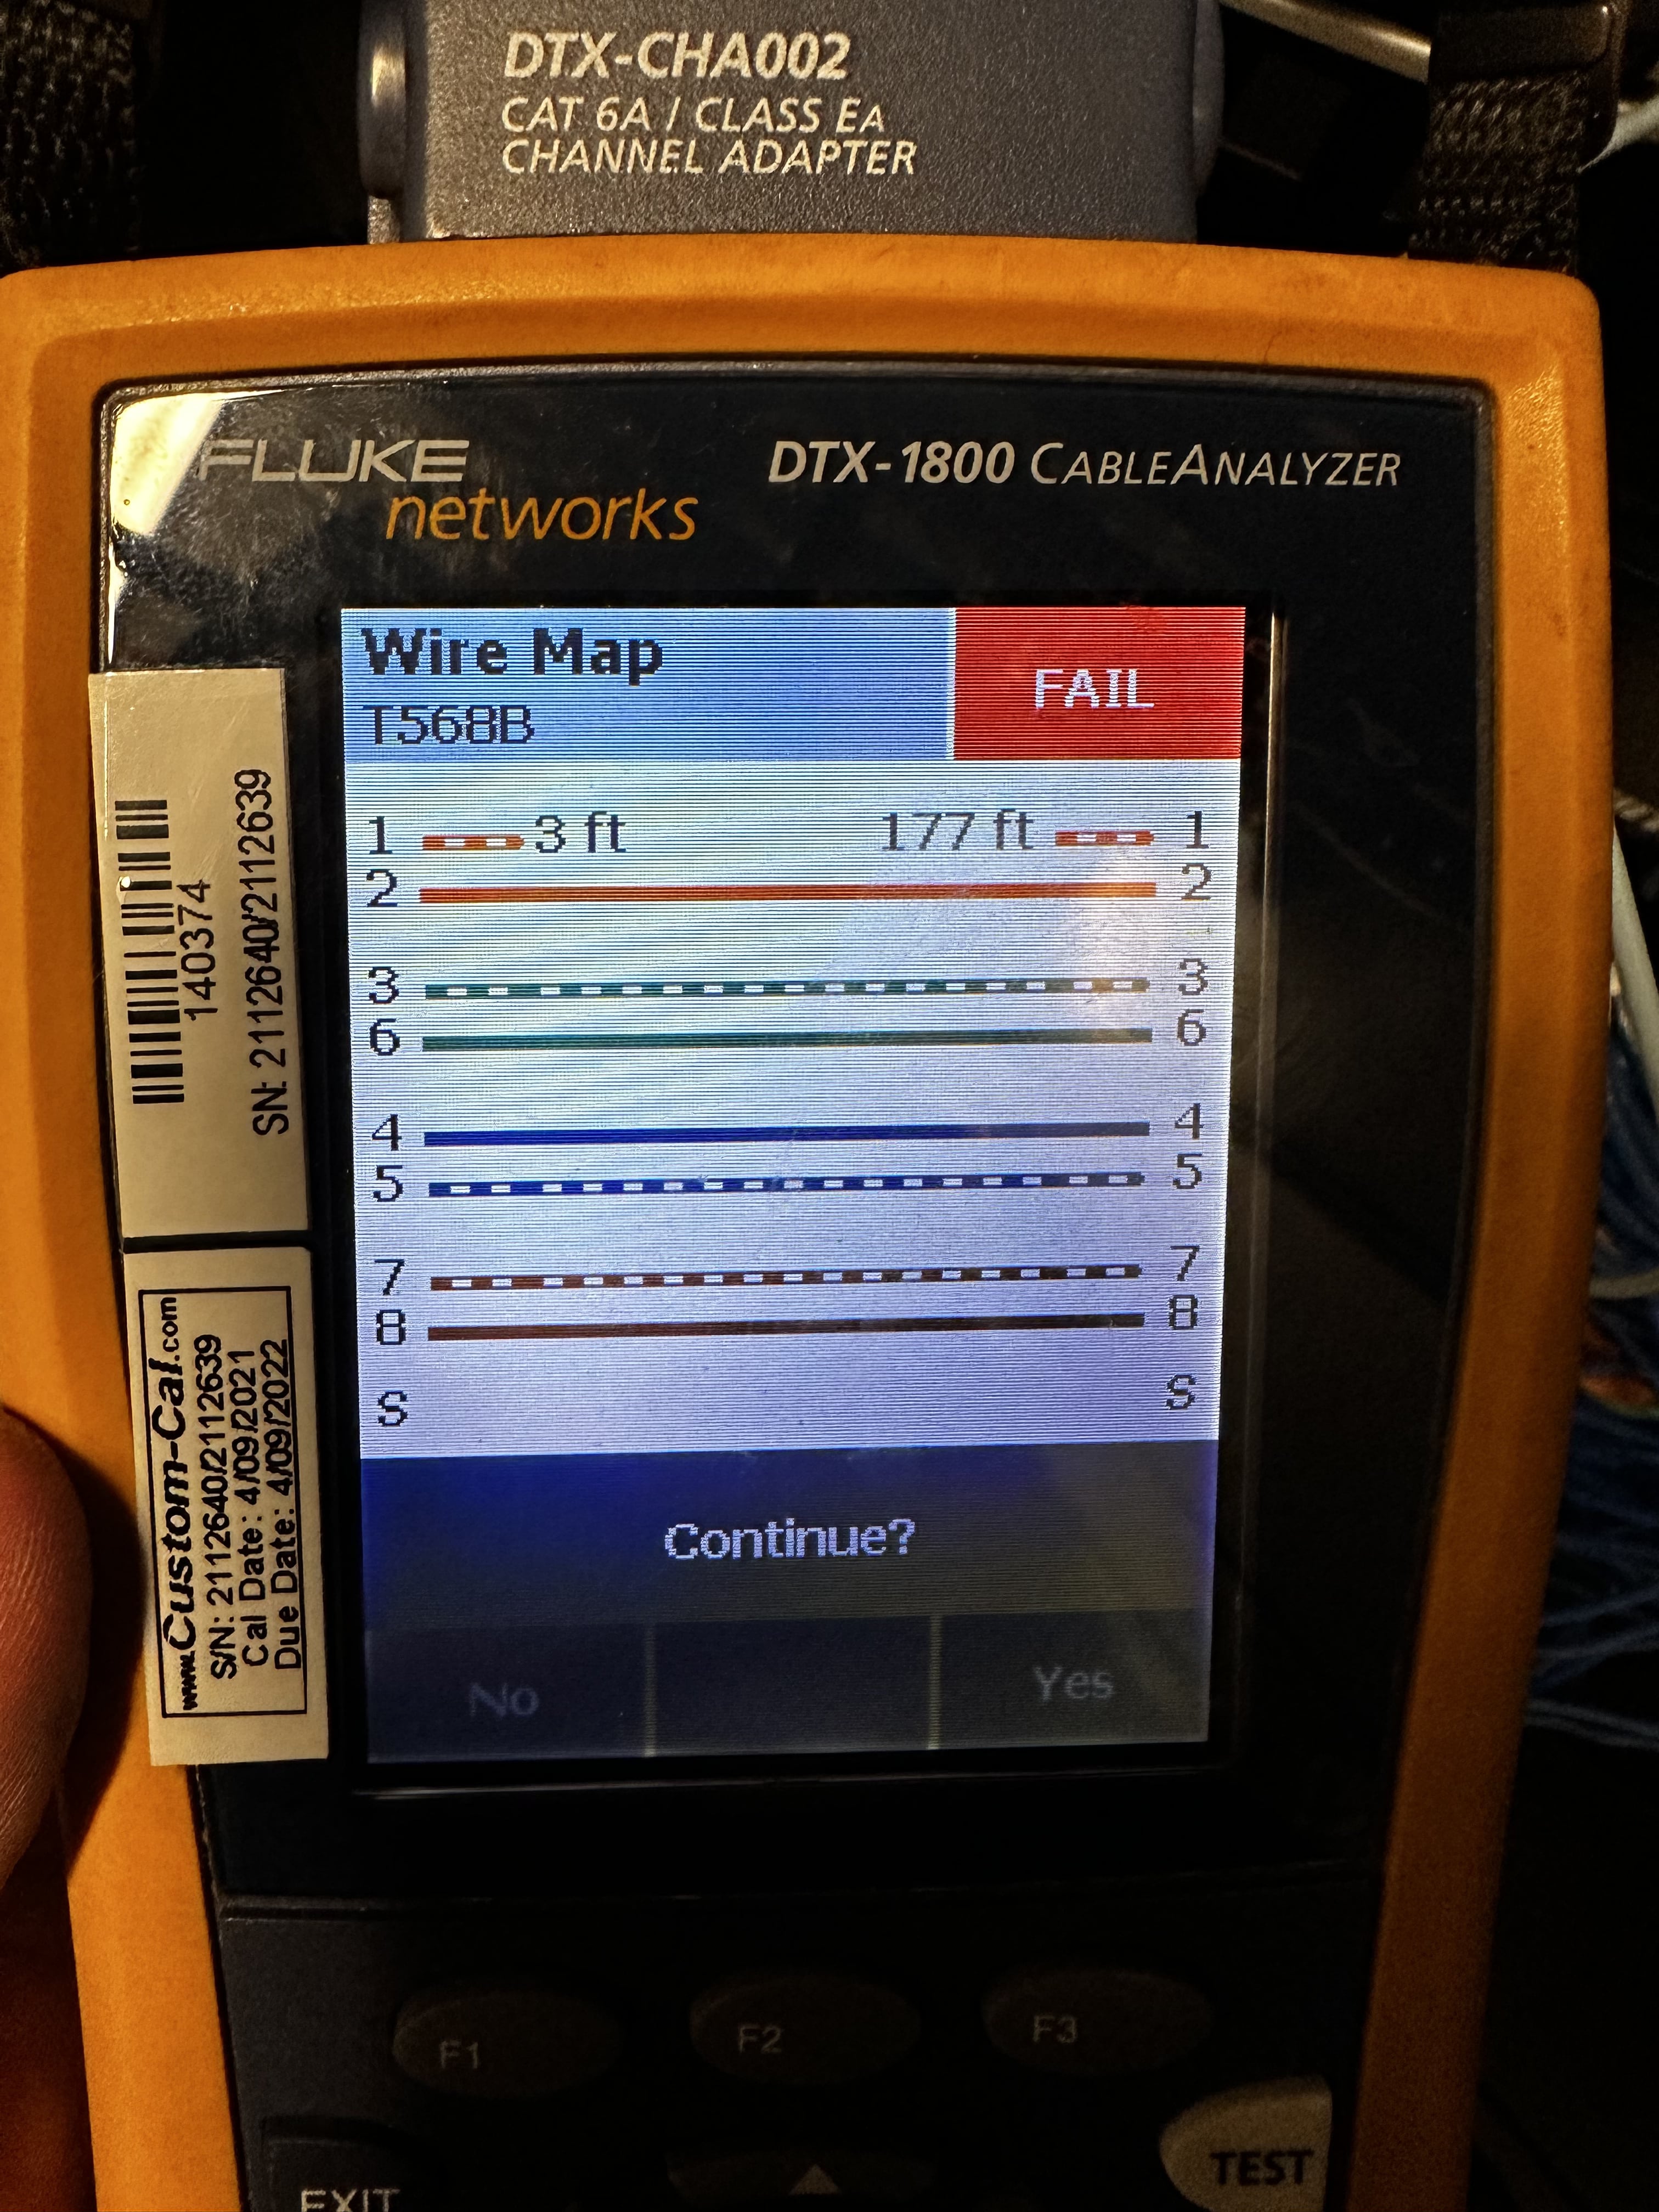 DTX-CHA002
CAT 6A / CLASS EA
CHANNEL ADAPTER
FLUKE
networks
DTX-1800 CABLEANALYZER
Wire Map
T568B
FAIL
1 3 ft 177 ft 1
2 2
3 3
6 6
4 4
5 5
7 7
8 8
S S
Continue?
No Yes
140374
SN: 2112640/2112639
www.Custom-Cal.com
S/N: 2112640/2112639
Cal Date: 4/09/2021
Due Date: 4/09/2022
F1 F2 F3
EXIT
TEST